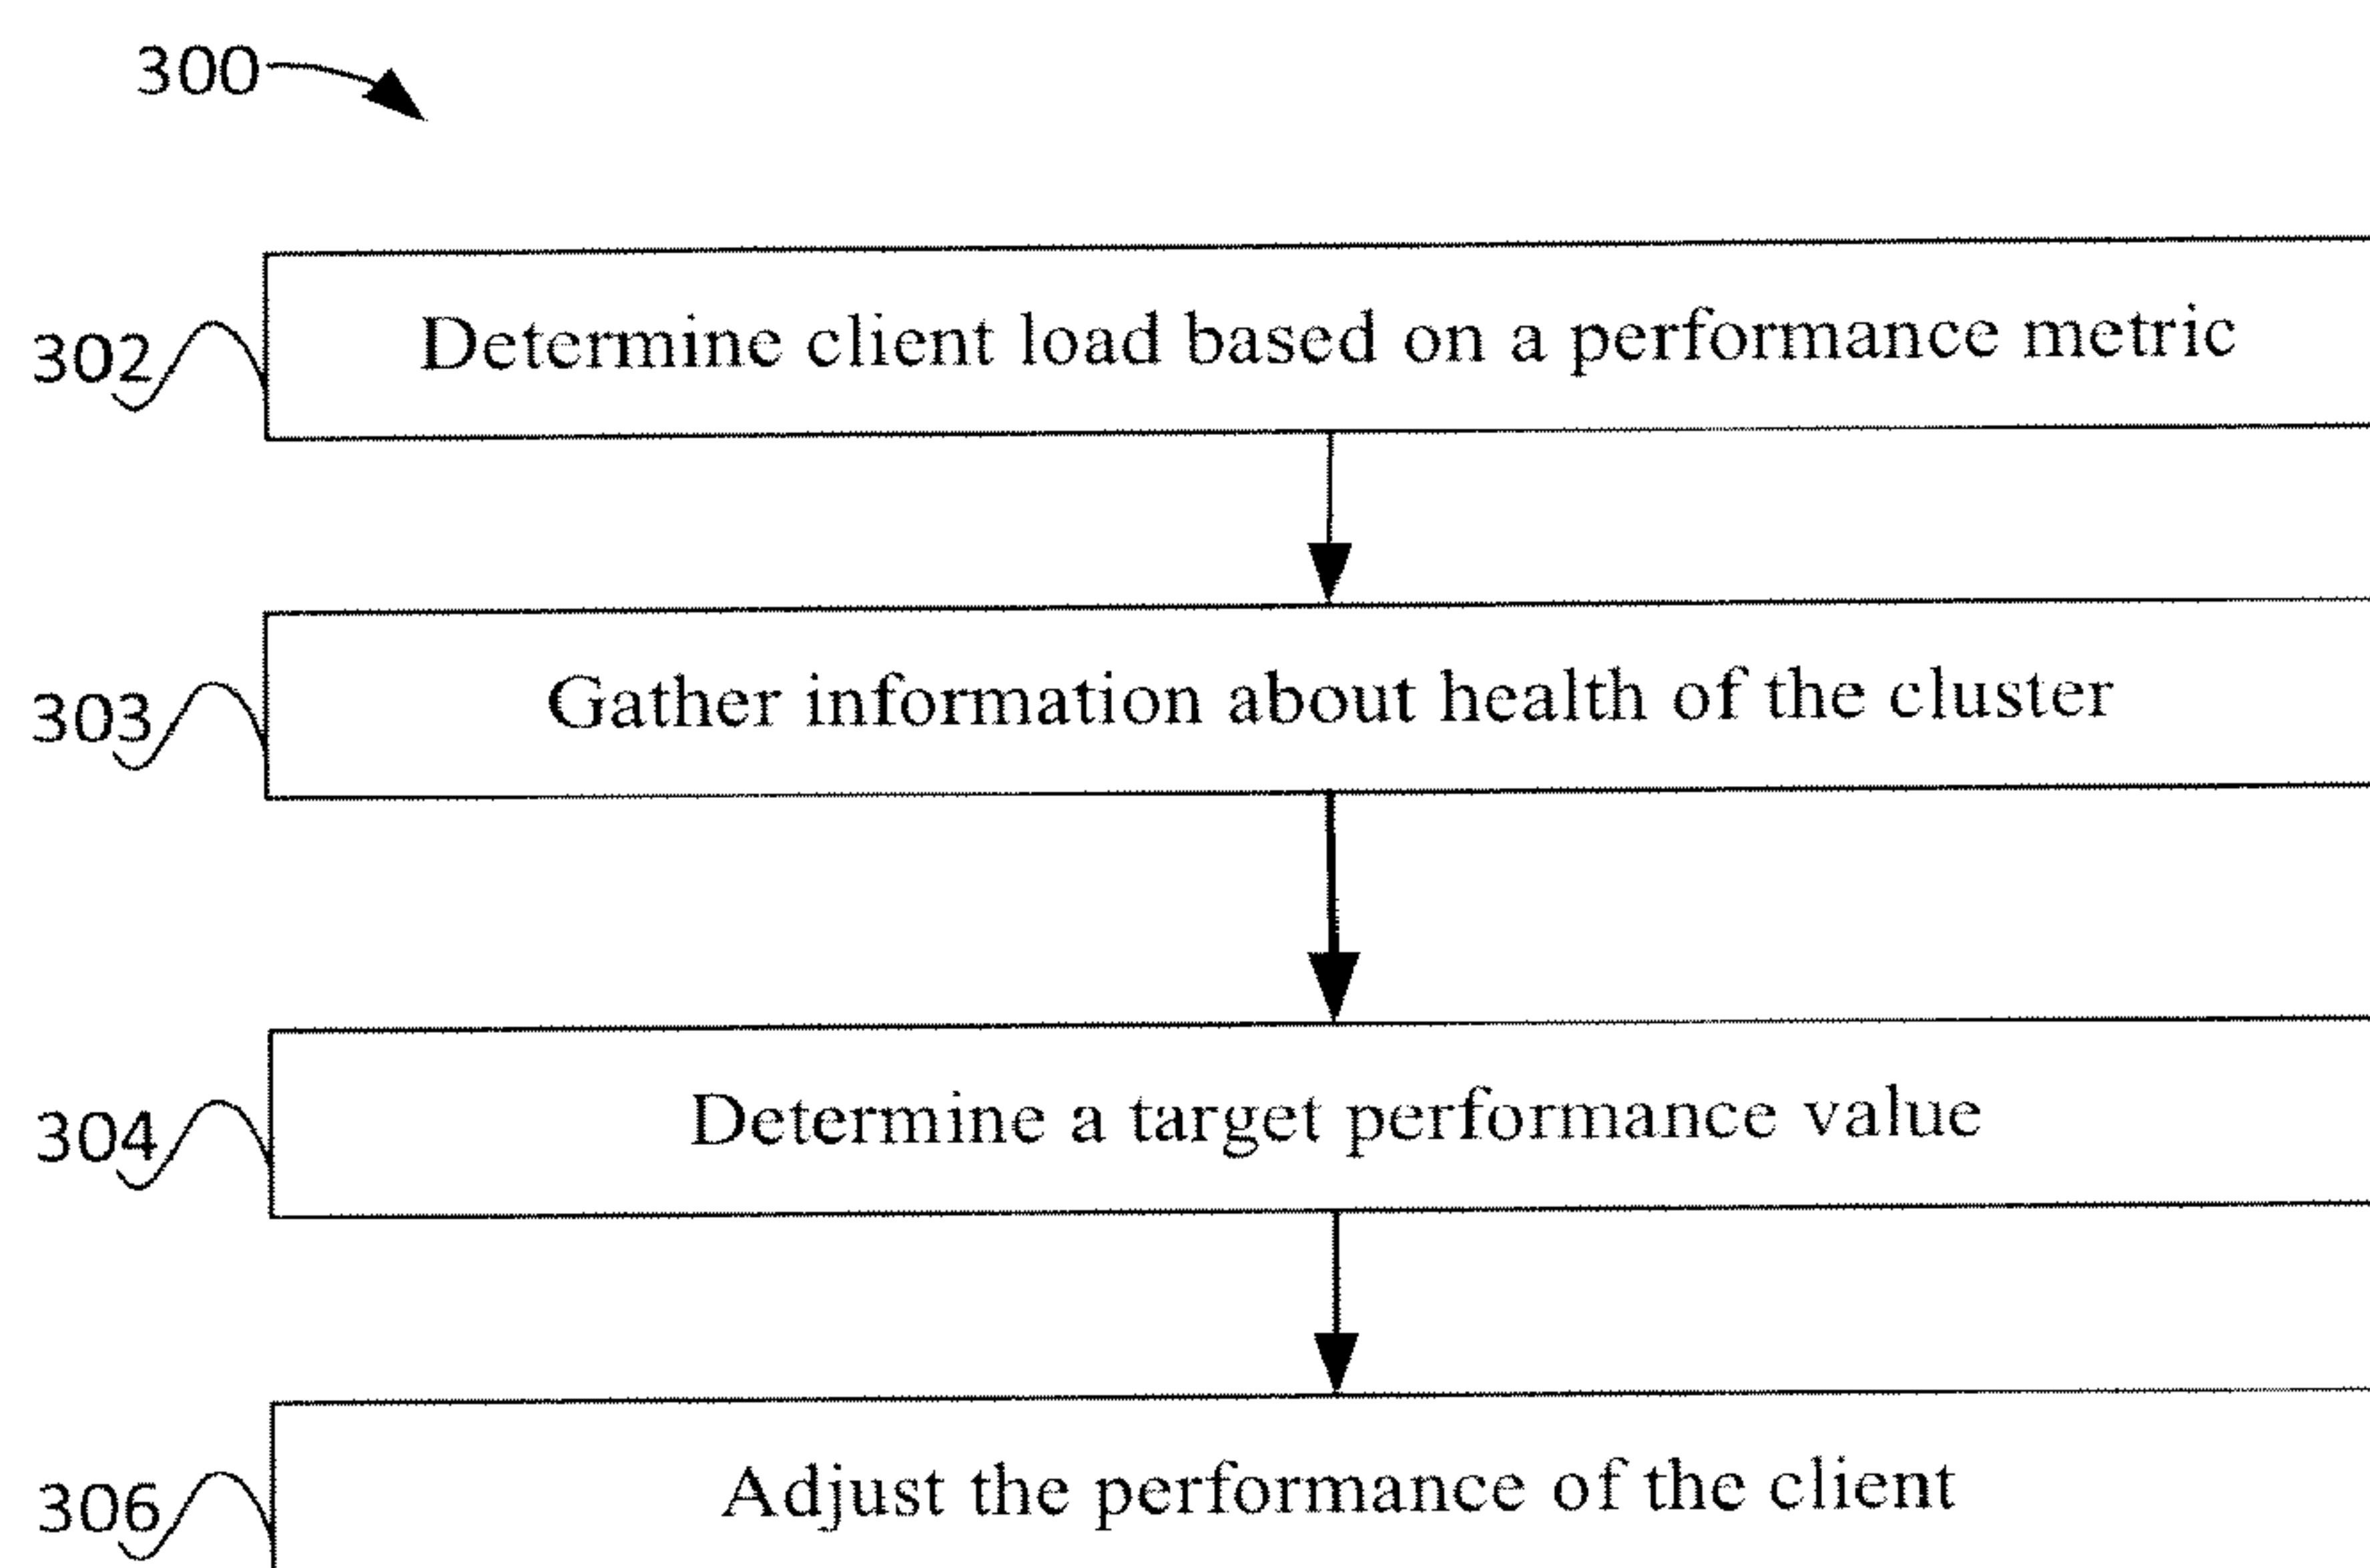 300
302 Determine client load based on a performance metric
303 Gather information about health of the cluster
304 Determine a target performance value
306 Adjust the performance of the client